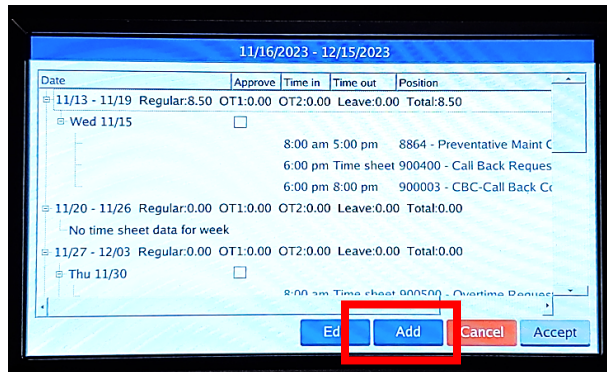 11/16/2023 - 12/15/2023
Date Approve Time in Time out Position
11/13 - 11/19 Regular:8.50 OT1:0.00 OT2:0.00 Leave:0.00 Total:8.50
Wed 11/15
8:00 am 5:00 pm 8864 - Preventative Maint C
6:00 pm Time sheet 900400 - Call Back Reques
6:00 pm 8:00 pm 900003 - CBC-Call Back Co
11/20 - 11/26 Regular:0.00 OT1:0.00 OT2:0.00 Leave:0.00 Total:0.00
No time sheet data for week
11/27 - 12/03 Regular:0.00 OT1:0.00 OT2:0.00 Leave:0.00 Total:0.00
Thu 11/30
8:00 am Time sheet 900500 - Overtime Reques
Ed Add Cancel Accept